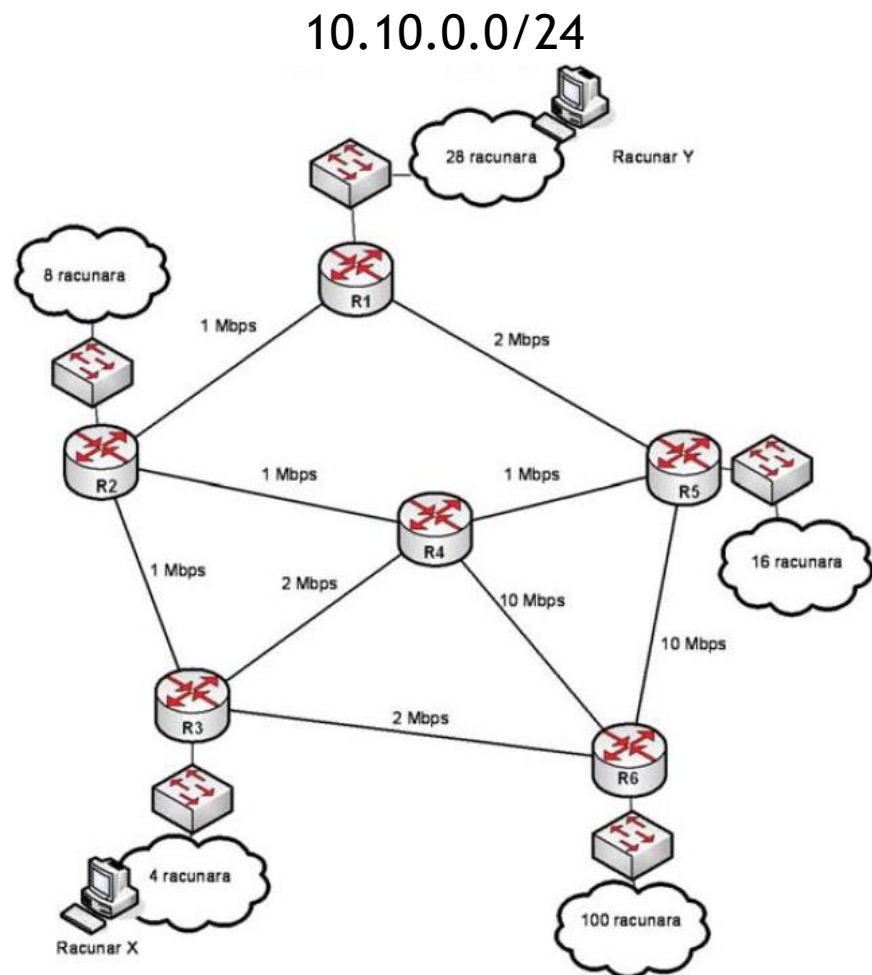 10.10.0.0/24
28 racunara
Racunar Y
8 racunara
R1
1 Mbps
2 Mbps
R2
1 Mbps
1 Mbps
R5
R4
16 racunara
1 Mbps
2 Mbps
10 Mbps
10 Mbps
R3
2 Mbps
R6
4 racunara
100 racunara
Racunar X